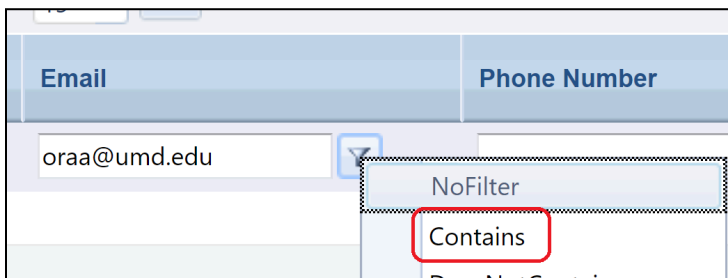 Email
Phone Number
oraa@umd.edu
NoFilter
Contains